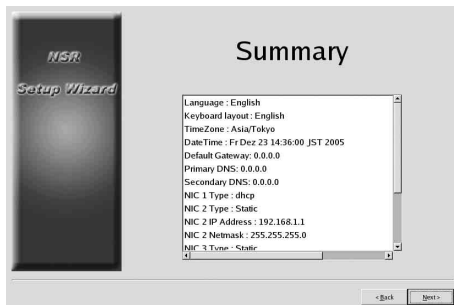 NSR
Setup Wizard
Summary
Language : English
Keyboard layout : English
TimeZone : Asia/Tokyo
DateTime : Fr Dez 23 14:36:00 JST 2005
Default Gateway: 0.0.0.0
Primary DNS: 0.0.0.0
Secondary DNS: 0.0.0.0
NIC 1 Type : dhcp
NIC 2 Type : Static
NIC 2 IP Address : 192.168.1.1
NIC 2 Netmask : 255.255.255.0
NIC 3 Type : Static
< Back
Next >